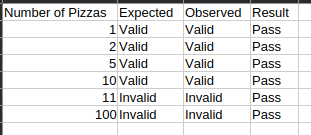 Number of Pizzas Expected Observed Result
1 Valid Valid Pass
2 Valid Valid Pass
5 Valid Valid Pass
10 Valid Valid Pass
11 Invalid Invalid Pass
100 Invalid Invalid Pass